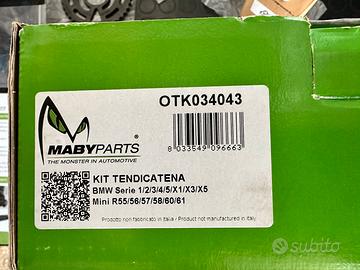 OTK034043
8 033549 096663
MABYPARTS
THE MONSTER IN AUTOMOTIVE
KIT TENDICATENA
BMW Serie 1/2/3/4/5/X1/X3/X5
Mini R55/56/57/58/60/61
Prodotto non fabbricato in Italia / Product not manufactured in Italy
subito